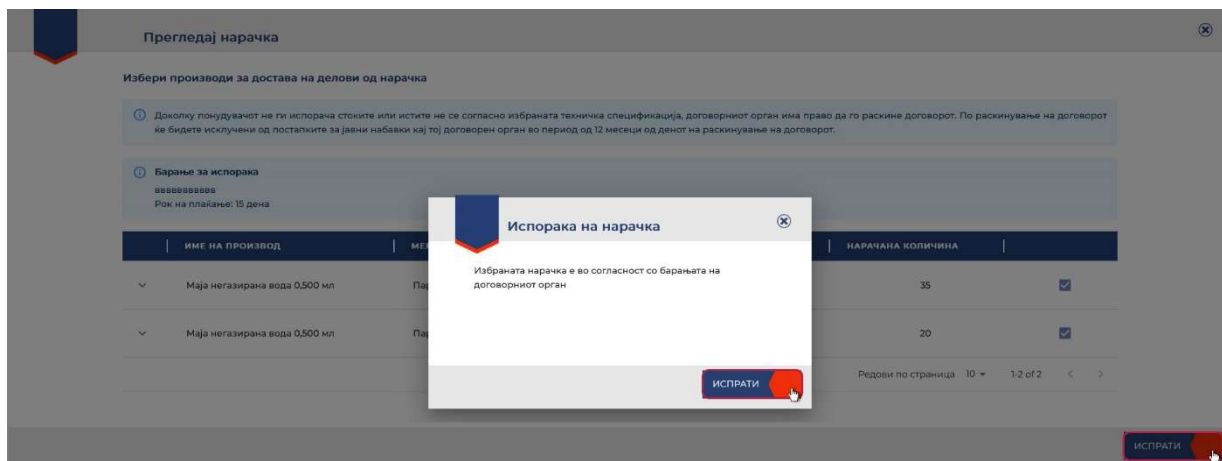 Прегледај нарачка
Избери производи за достава на делови од нарачка
Доколку понудувачот не ги испорача стоките или истите не се согласно избраната техничка спецификација, договорниот орган има право да го раскине договорот. По раскинување на договорот
ќе бидете исклучени од постапките за јавни набавки кај тој договорен орган во период од 12 месеци од денот на раскинување на договорот.
Барање за испорака
Рок на плаќање: 15 дена
Испорака на нарачка
ИМЕ НА ПРОИЗВОД
НАРАЧАНА КОЛИЧИНА
Избраната нарачка е во согласност со барањата на
договорниот орган
Маја негазирана вода 0,500 мл
35
Маја негазирана вода 0,500 мл
20
Редови по страница 10 1-2 of 2
ИСПРАТИ
ИСПРАТИ